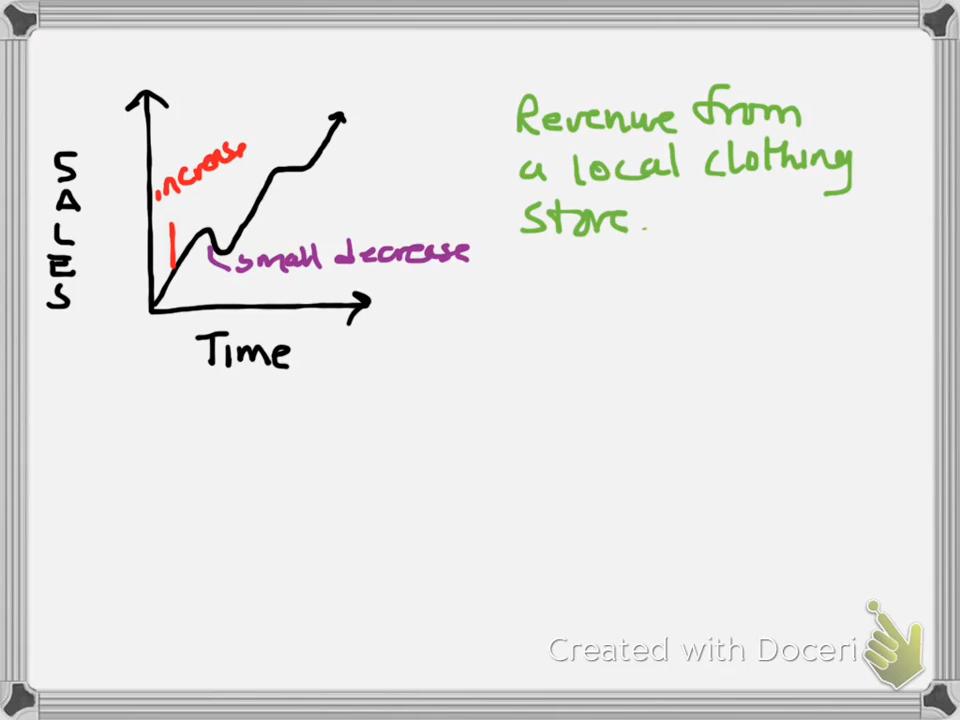 SALES
increase
small decrease
Time
Revenue from
a local clothing
store.
Created with Doceri